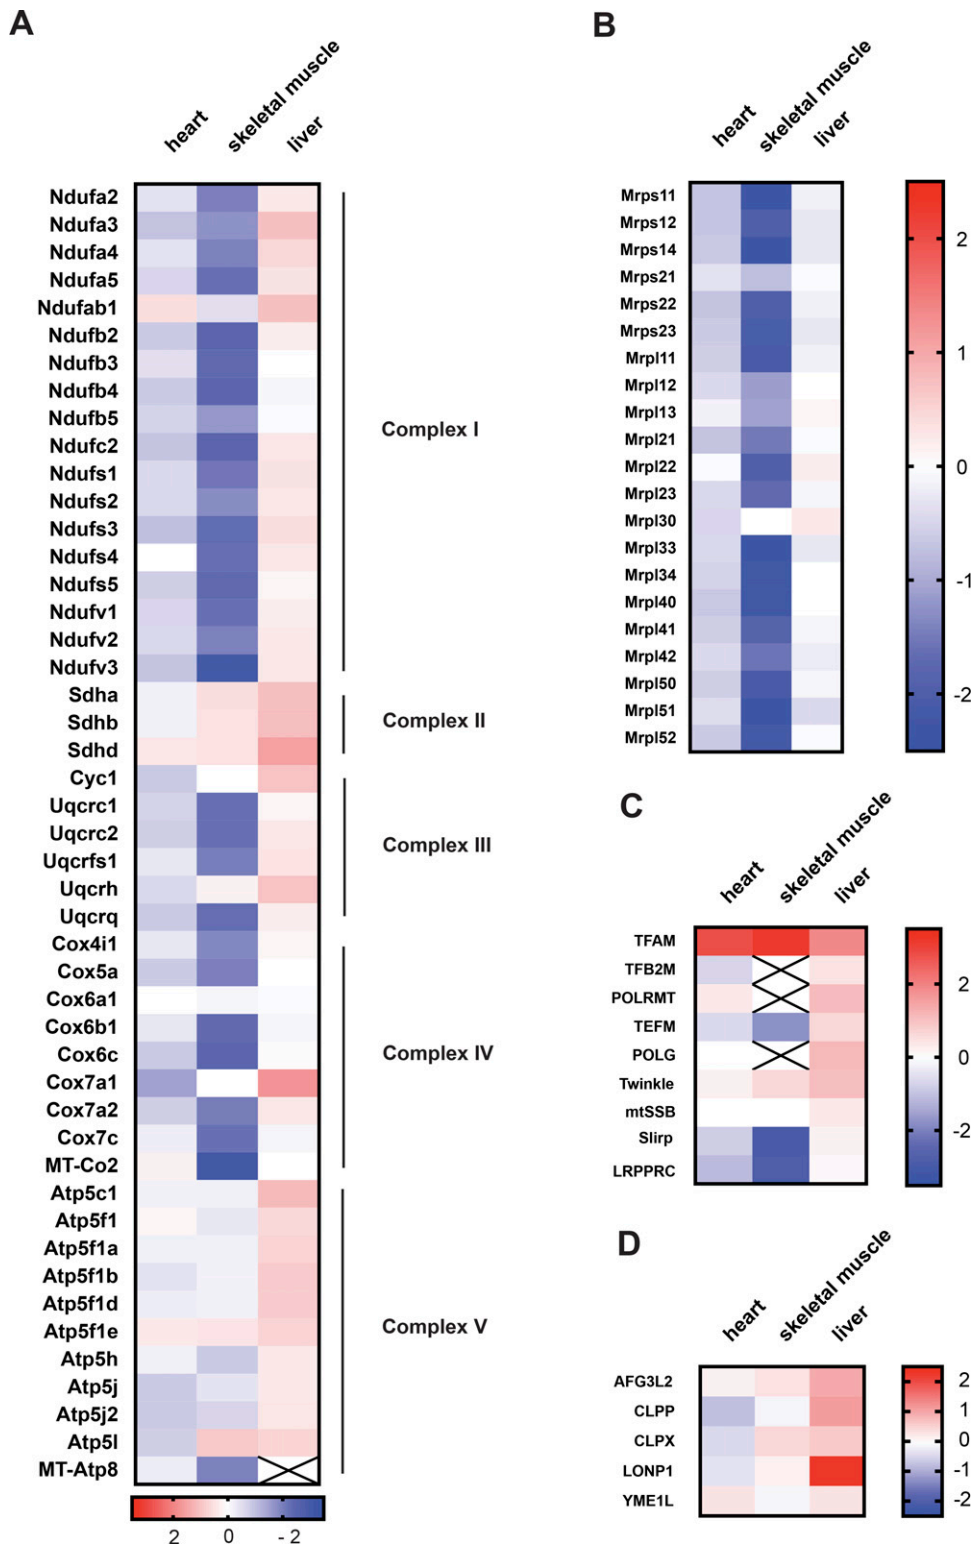 A
heart
skeletal muscle
liver
Ndufa2
Ndufa3
Ndufa4
Ndufa5
Ndufab1
Ndufb2
Ndufb3
Ndufb4
Ndufb5
Ndufc2
Ndufs1
Ndufs2
Ndufs3
Ndufs4
Ndufs5
Ndufv1
Ndufv2
Ndufv3
Sdha
Sdhb
Sdhd
Cyc1
Uqcrc1
Uqcrc2
Uqcrfs1
Uqcrh
Uqcrq
Cox4i1
Cox5a
Cox6a1
Cox6b1
Cox6c
Cox7a1
Cox7a2
Cox7c
MT-Co2
Atp5c1
Atp5f1
Atp5f1a
Atp5f1b
Atp5f1d
Atp5f1e
Atp5h
Atp5j
Atp5j2
Atp5l
MT-Atp8
Complex I
Complex II
Complex III
Complex IV
Complex V
2 0 - 2
B
heart
skeletal muscle
liver
Mrps11
Mrps12
Mrps14
Mrps21
Mrps22
Mrps23
Mrpl11
Mrpl12
Mrpl13
Mrpl21
Mrpl22
Mrpl23
Mrpl30
Mrpl33
Mrpl34
Mrpl40
Mrpl41
Mrpl42
Mrpl50
Mrpl51
Mrpl52
2
1
0
-1
-2
C
heart
skeletal muscle
liver
TFAM
TFB2M
POLRMT
TEFM
POLG
Twinkle
mtSSB
Slirp
LRPPRC
2
0
-2
D
heart
skeletal muscle
liver
AFG3L2
CLPP
CLPX
LONP1
YME1L
2
1
0
-1
-2